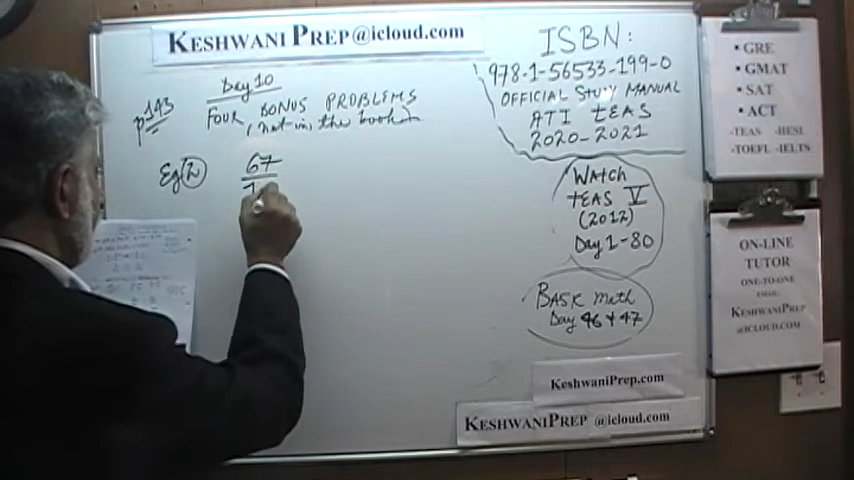 KESHWANI PREP@icloud.com
Day 10
p143
FOUR BONUS PROBLEMS
(not in the book)
Eg 2
67
1
ISBN:
978-1-56533-199-0
OFFICIAL STUDY MANUAL
ATI TEAS
2020-2021
WATCH
TEAS V
(2012)
Day 1-80
BASIC Math
Day 46 & 47
KESHWANIPREP.com
KESHWANIPREP @icloud.com
▪ GRE
▪ GMAT
▪ SAT
▪ ACT
-TEAS -HESI
-TOEFL -IELTS
ON-LINE
TUTOR
ONE-TO-ONE
KESHWANIPREP
@ICLOUD.COM